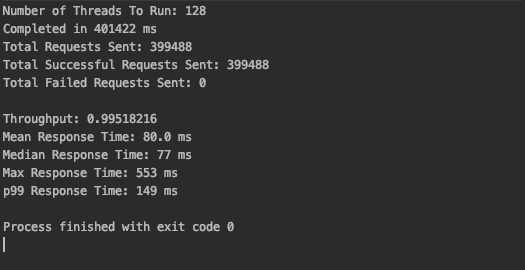 Number of Threads To Run: 128
Completed in 401422 ms
Total Requests Sent: 399488
Total Successful Requests Sent: 399488
Total Failed Requests Sent: 0
Throughput: 0.99518216
Mean Response Time: 80.0 ms
Median Response Time: 77 ms
Max Response Time: 553 ms
p99 Response Time: 149 ms
Process finished with exit code 0